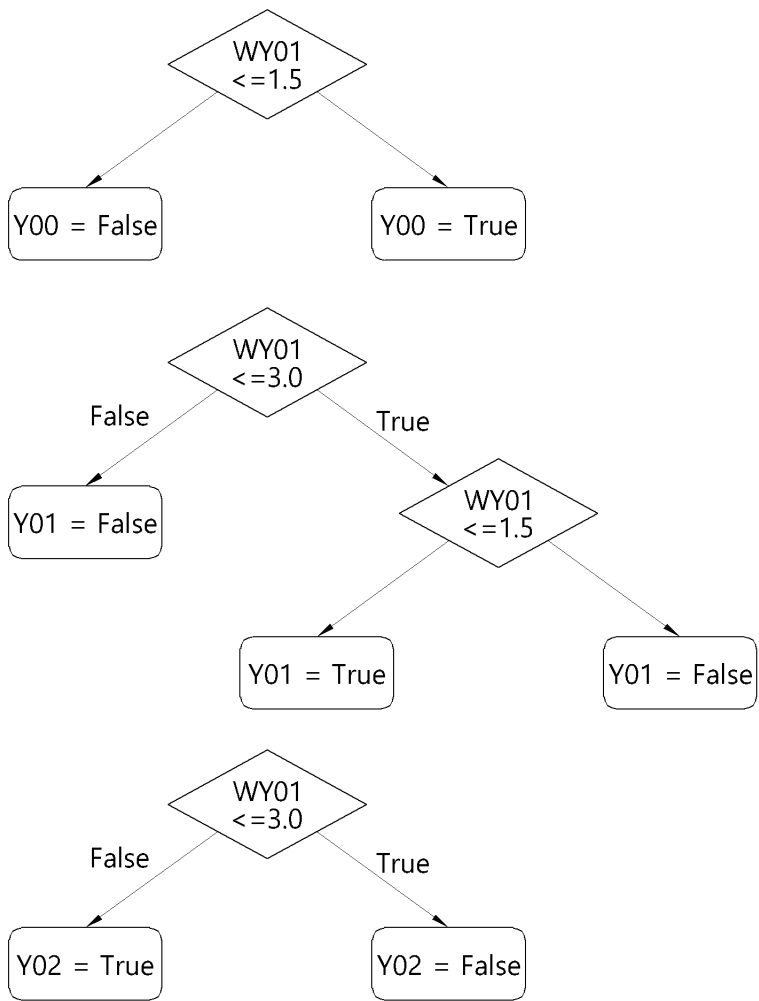 WY01
<=1.5
Y00 = False
Y00 = True
WY01
<=3.0
False
True
WY01
<=1.5
Y01 = False
Y01 = True
Y01 = False
WY01
<=3.0
False
True
Y02 = True
Y02 = False